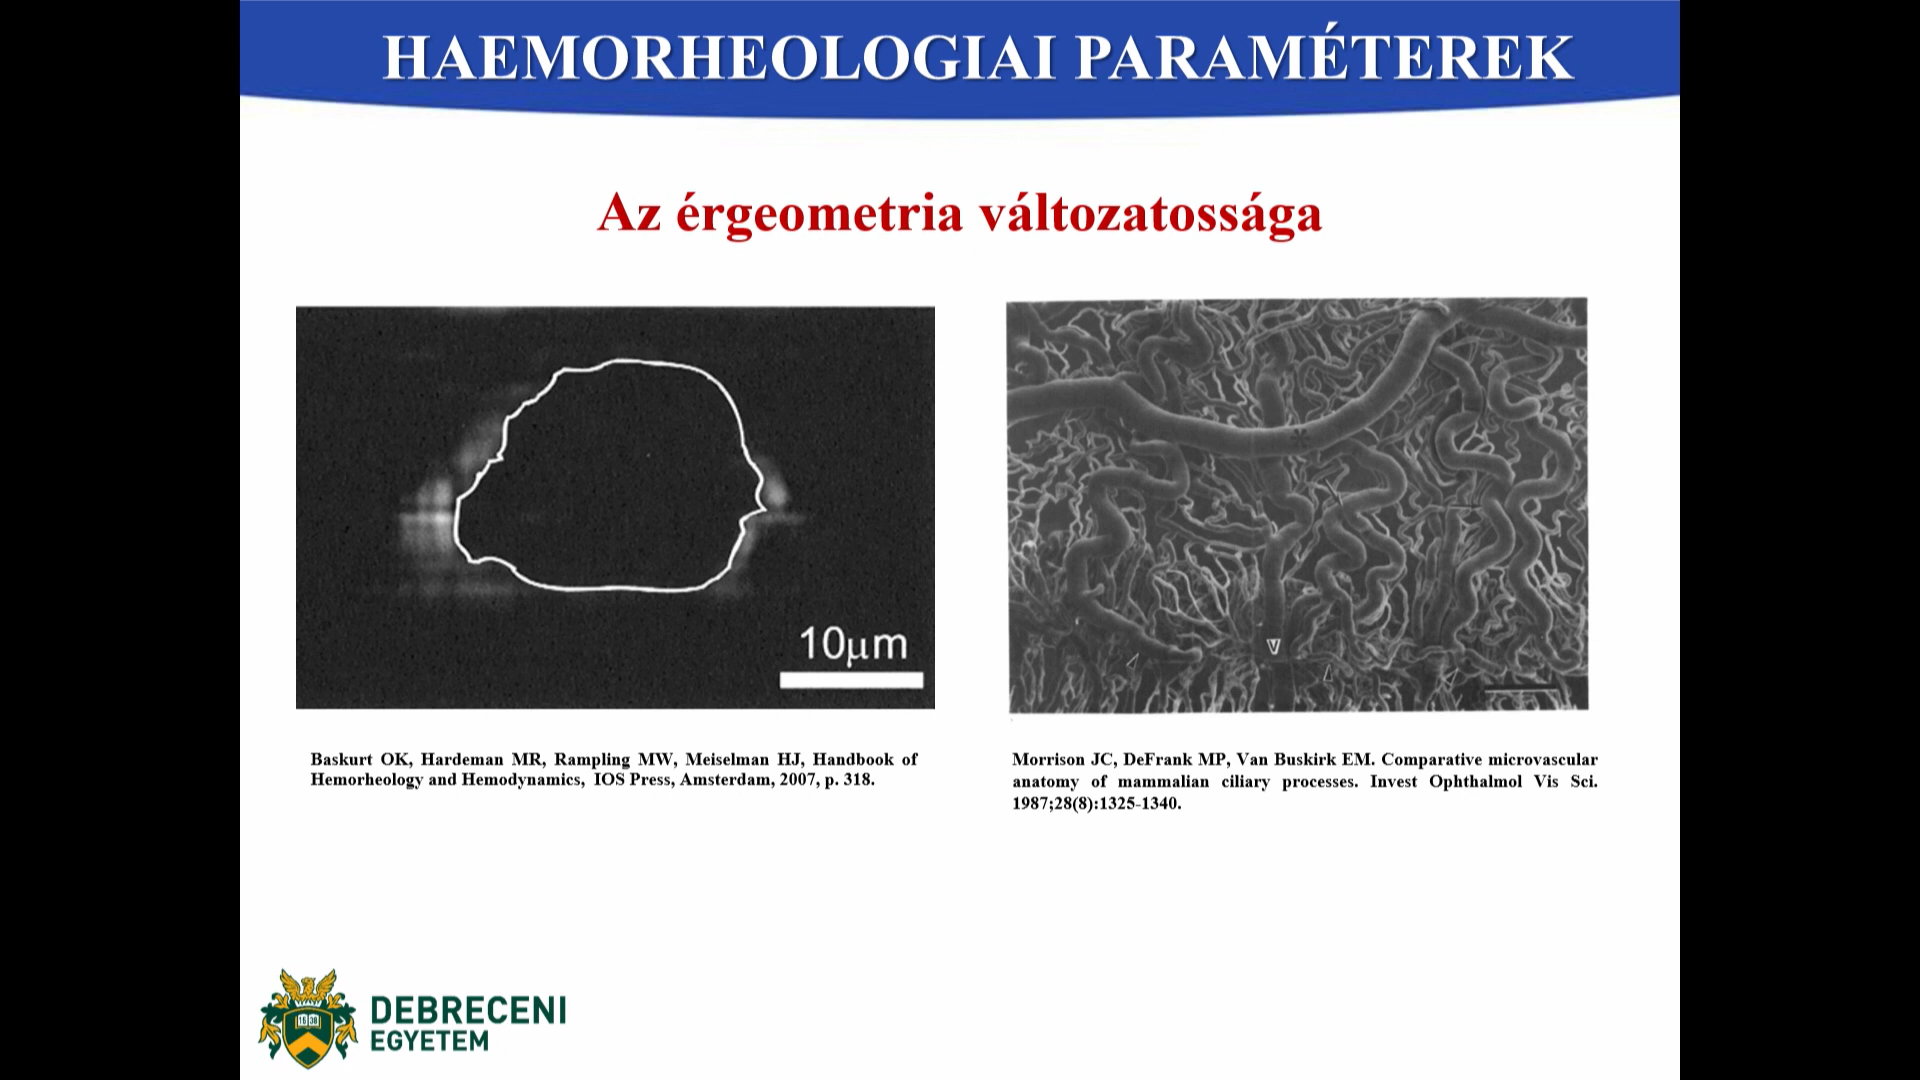 HAEMORHEOLOGIAI PARAMÉTEREK
Az érgeometria változatossága
10µm
V
Baskurt OK, Hardeman MR, Rampling MW, Meiselman HJ, Handbook of
Hemorheology and Hemodynamics, IOS Press, Amsterdam, 2007, p. 318.
Morrison JC, DeFrank MP, Van Buskirk EM. Comparative microvascular
anatomy of mammalian ciliary processes. Invest Ophthalmol Vis Sci.
1987;28(8):1325-1340.
1638
DEBRECENI
EGYETEM